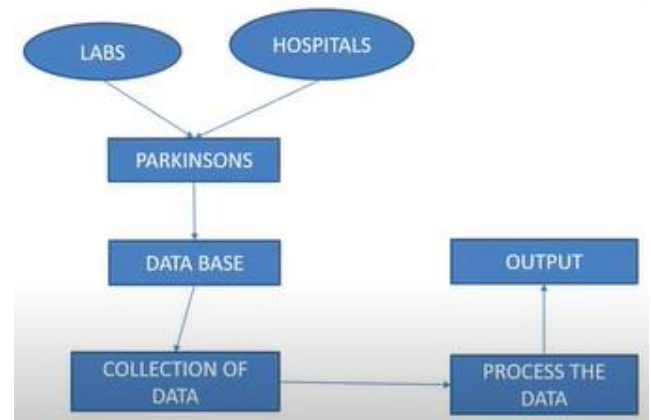 LABS
HOSPITALS
PARKINSONS
DATA BASE
OUTPUT
COLLECTION OF
DATA
PROCESS THE
DATA